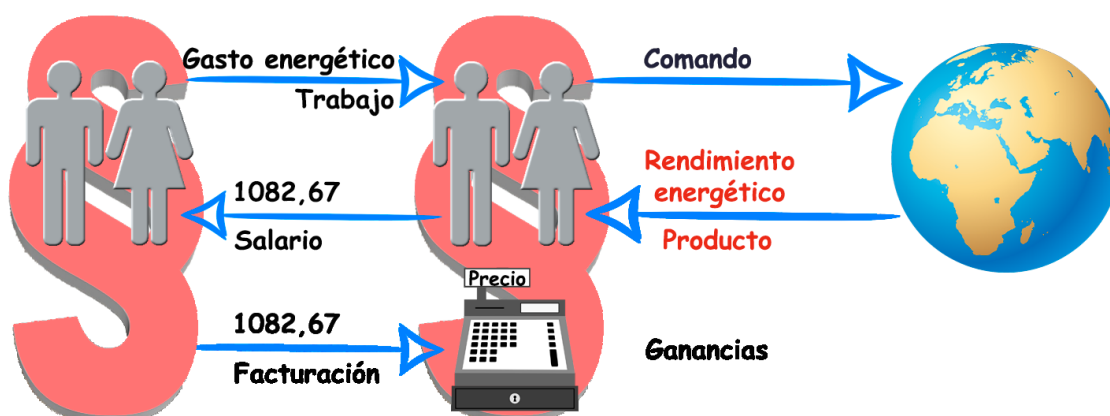 Gasto energético
Trabajo
Comando
Rendimiento
energético
Producto
1082,67
Salario
Precio
1082,67
Facturación
Ganancias